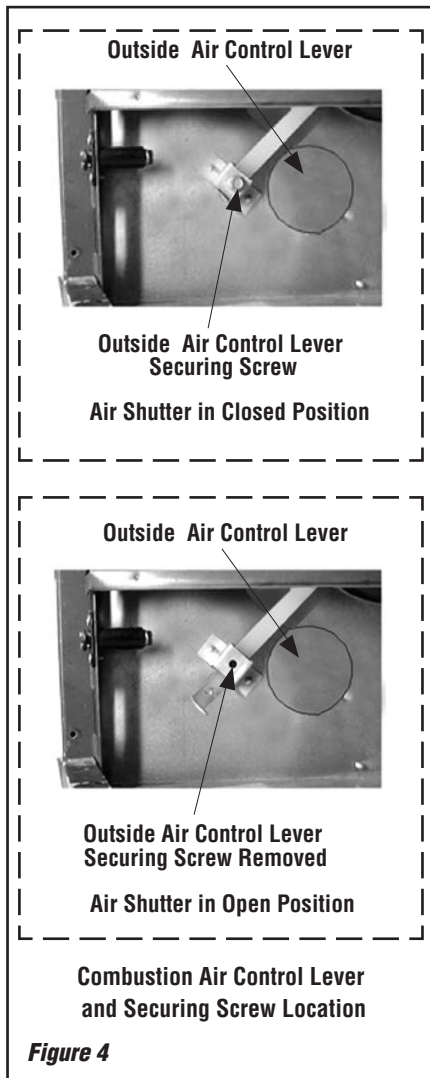 Outside Air Control Lever
Outside Air Control Lever
Securing Screw
Air Shutter in Closed Position
Outside Air Control Lever
Outside Air Control Lever
Securing Screw Removed
Air Shutter in Open Position
Combustion Air Control Lever
and Securing Screw Location
Figure 4